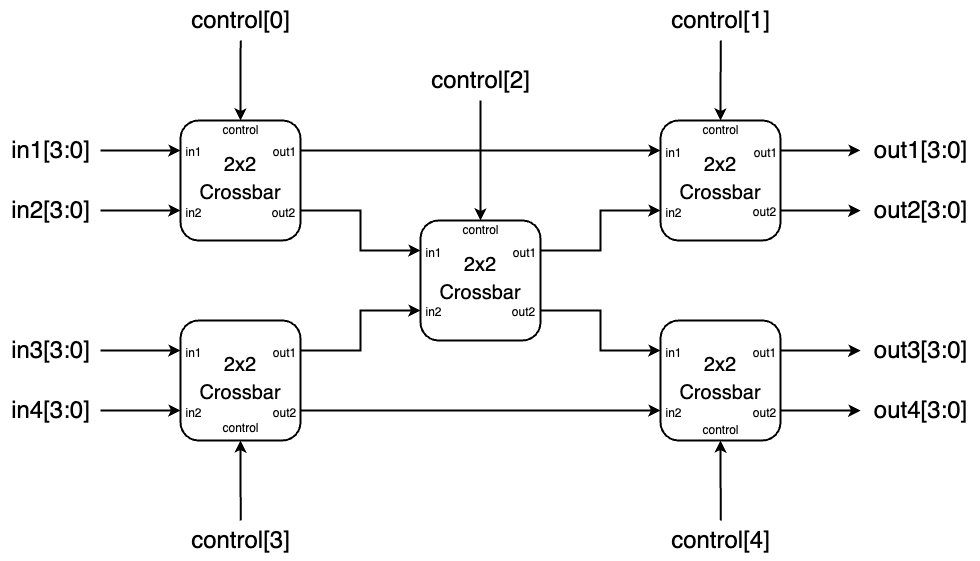 control[0]
control[1]
control[2]
control
control
in1[3:0]
in1
out1
in1
out1
out1[3:0]
2x2
Crossbar
2x2
Crossbar
in2[3:0]
in2
out2
in2
out2
out2[3:0]
control
in1
out1
2x2
Crossbar
in2
out2
in3[3:0]
in1
out1
in1
out1
out3[3:0]
2x2
Crossbar
2x2
Crossbar
in4[3:0]
in2
out2
in2
out2
out4[3:0]
control
control
control[3]
control[4]